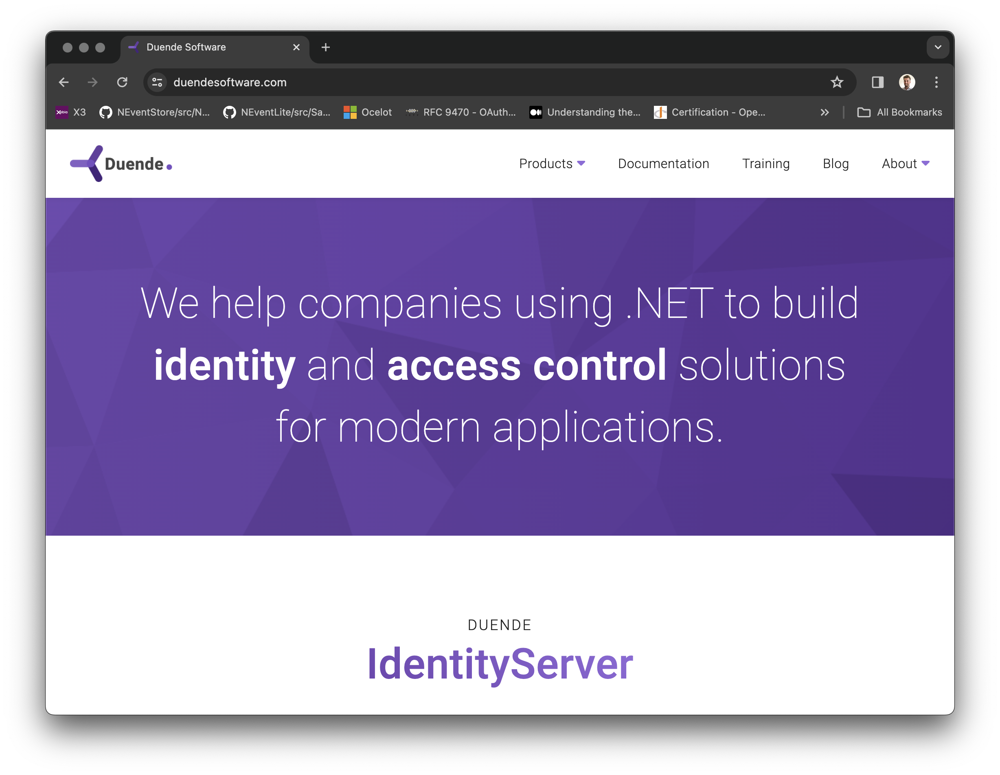 Duende Software
duendesoftware.com
Xebia X3 NEventStore/src/N... NEventLite/src/Sa... Ocelot RFC 9470 - OAuth... Understanding the... Certification - Ope... All Bookmarks
Duende. Products Documentation Training Blog About
We help companies using .NET to build
identity and access control solutions
for modern applications.
DUENDE
IdentityServer